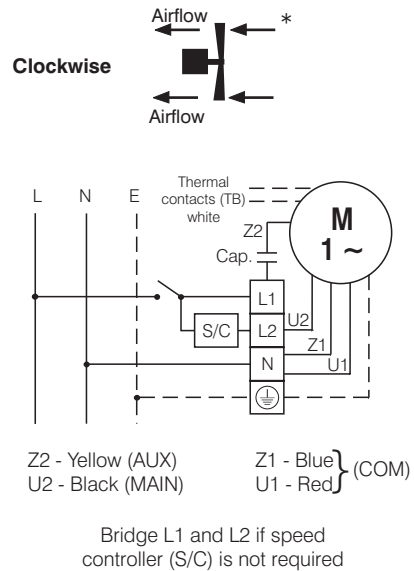 Airflow
*
Clockwise
Airflow
L N E
Thermal
contacts (TB)
white
Z2
M
1 ~
Cap.
L1
S/C
L2
U2
Z1
N
U1
Z2 - Yellow (AUX)
U2 - Black (MAIN)
Z1 - Blue
U1 - Red
} (COM)
Bridge L1 and L2 if speed
controller (S/C) is not required